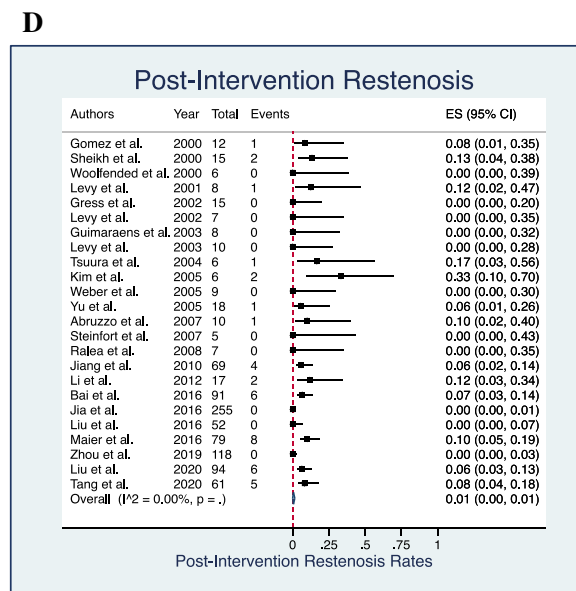 D
Post-Intervention Restenosis
Authors Year Total Events ES (95% CI)
Gomez et al. 2000 12 1 0.08 (0.01, 0.35)
Sheikh et al. 2000 15 2 0.13 (0.04, 0.38)
Woolfended et al. 2000 6 0 0.00 (0.00, 0.39)
Levy et al. 2001 8 1 0.12 (0.02, 0.47)
Gress et al. 2002 15 0 0.00 (0.00, 0.20)
Levy et al. 2002 7 0 0.00 (0.00, 0.35)
Guimaraens et al. 2003 8 0 0.00 (0.00, 0.32)
Levy et al. 2003 10 0 0.00 (0.00, 0.28)
Tsuura et al. 2004 6 1 0.17 (0.03, 0.56)
Kim et al. 2005 6 2 0.33 (0.10, 0.70)
Weber et al. 2005 9 0 0.00 (0.00, 0.30)
Yu et al. 2005 18 1 0.06 (0.01, 0.26)
Abruzzo et al. 2007 10 1 0.10 (0.02, 0.40)
Steinfort et al. 2007 5 0 0.00 (0.00, 0.43)
Ralea et al. 2008 7 0 0.00 (0.00, 0.35)
Jiang et al. 2010 69 4 0.06 (0.02, 0.14)
Li et al. 2012 17 2 0.12 (0.03, 0.34)
Bai et al. 2016 91 6 0.07 (0.03, 0.14)
Jia et al. 2016 255 0 0.00 (0.00, 0.01)
Liu et al. 2016 52 0 0.00 (0.00, 0.07)
Maier et al. 2016 79 8 0.10 (0.05, 0.19)
Zhou et al. 2019 118 0 0.00 (0.00, 0.03)
Liu et al. 2020 94 6 0.06 (0.03, 0.13)
Tang et al. 2020 61 5 0.08 (0.04, 0.18)
Overall (I^2 = 0.00%, p = .) 0.01 (0.00, 0.01)
0 .25 .5 .75 1
Post-Intervention Restenosis Rates